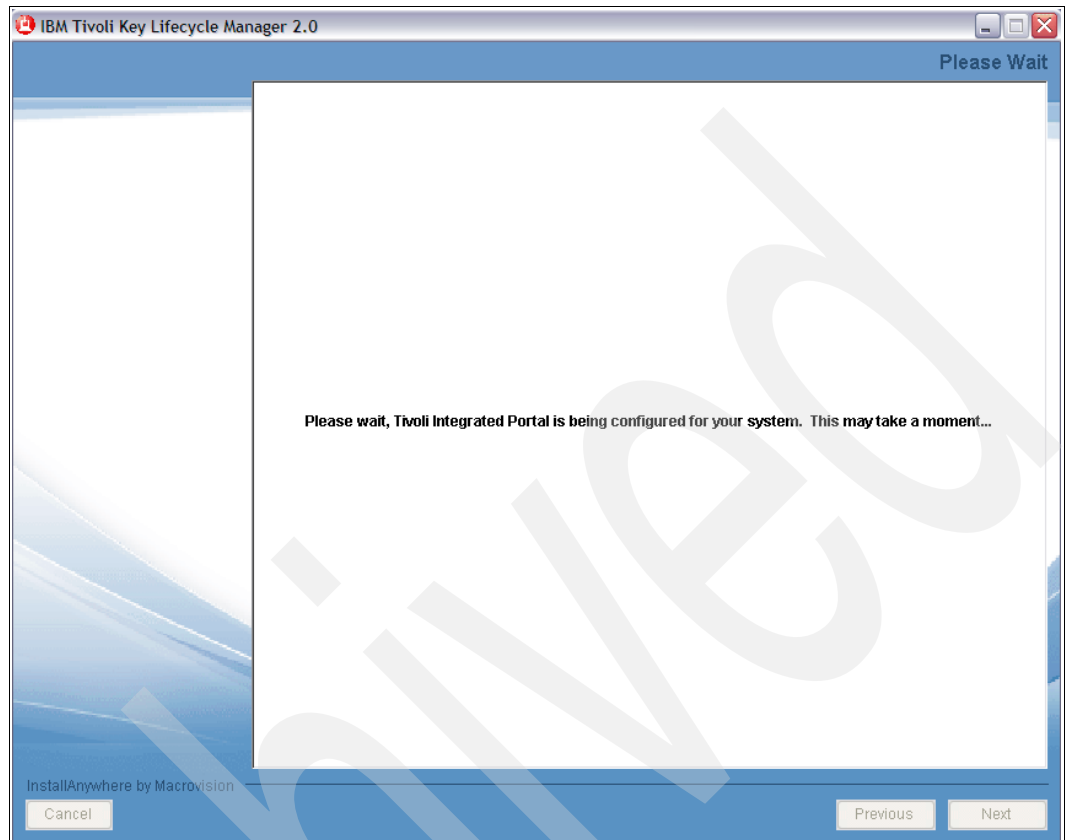 IBM Tivoli Key Lifecycle Manager 2.0
Please Wait
Please wait, Tivoli Integrated Portal is being configured for your system. This may take a moment...
InstallAnywhere by Macrovision
Cancel
Previous
Next
hived